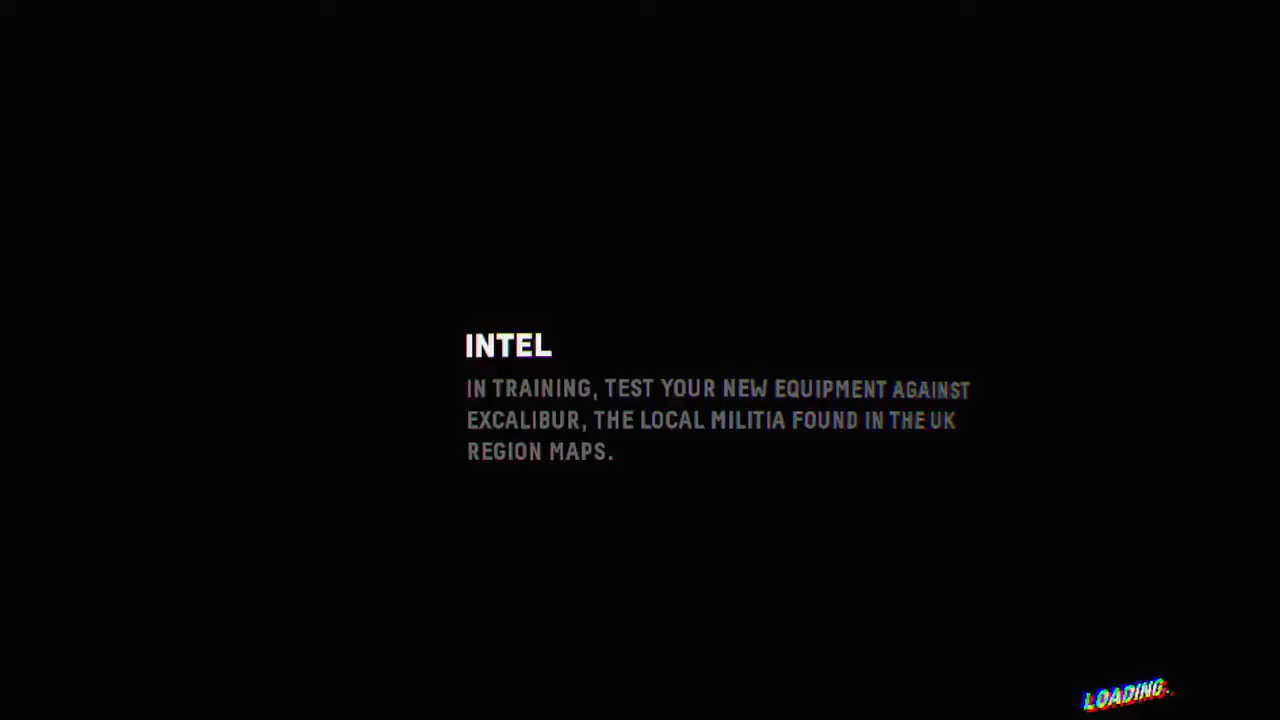 INTEL
IN TRAINING, TEST YOUR NEW EQUIPMENT AGAINST
EXCALIBUR, THE LOCAL MILITIA FOUND IN THE UK
REGION MAPS.
LOADING.